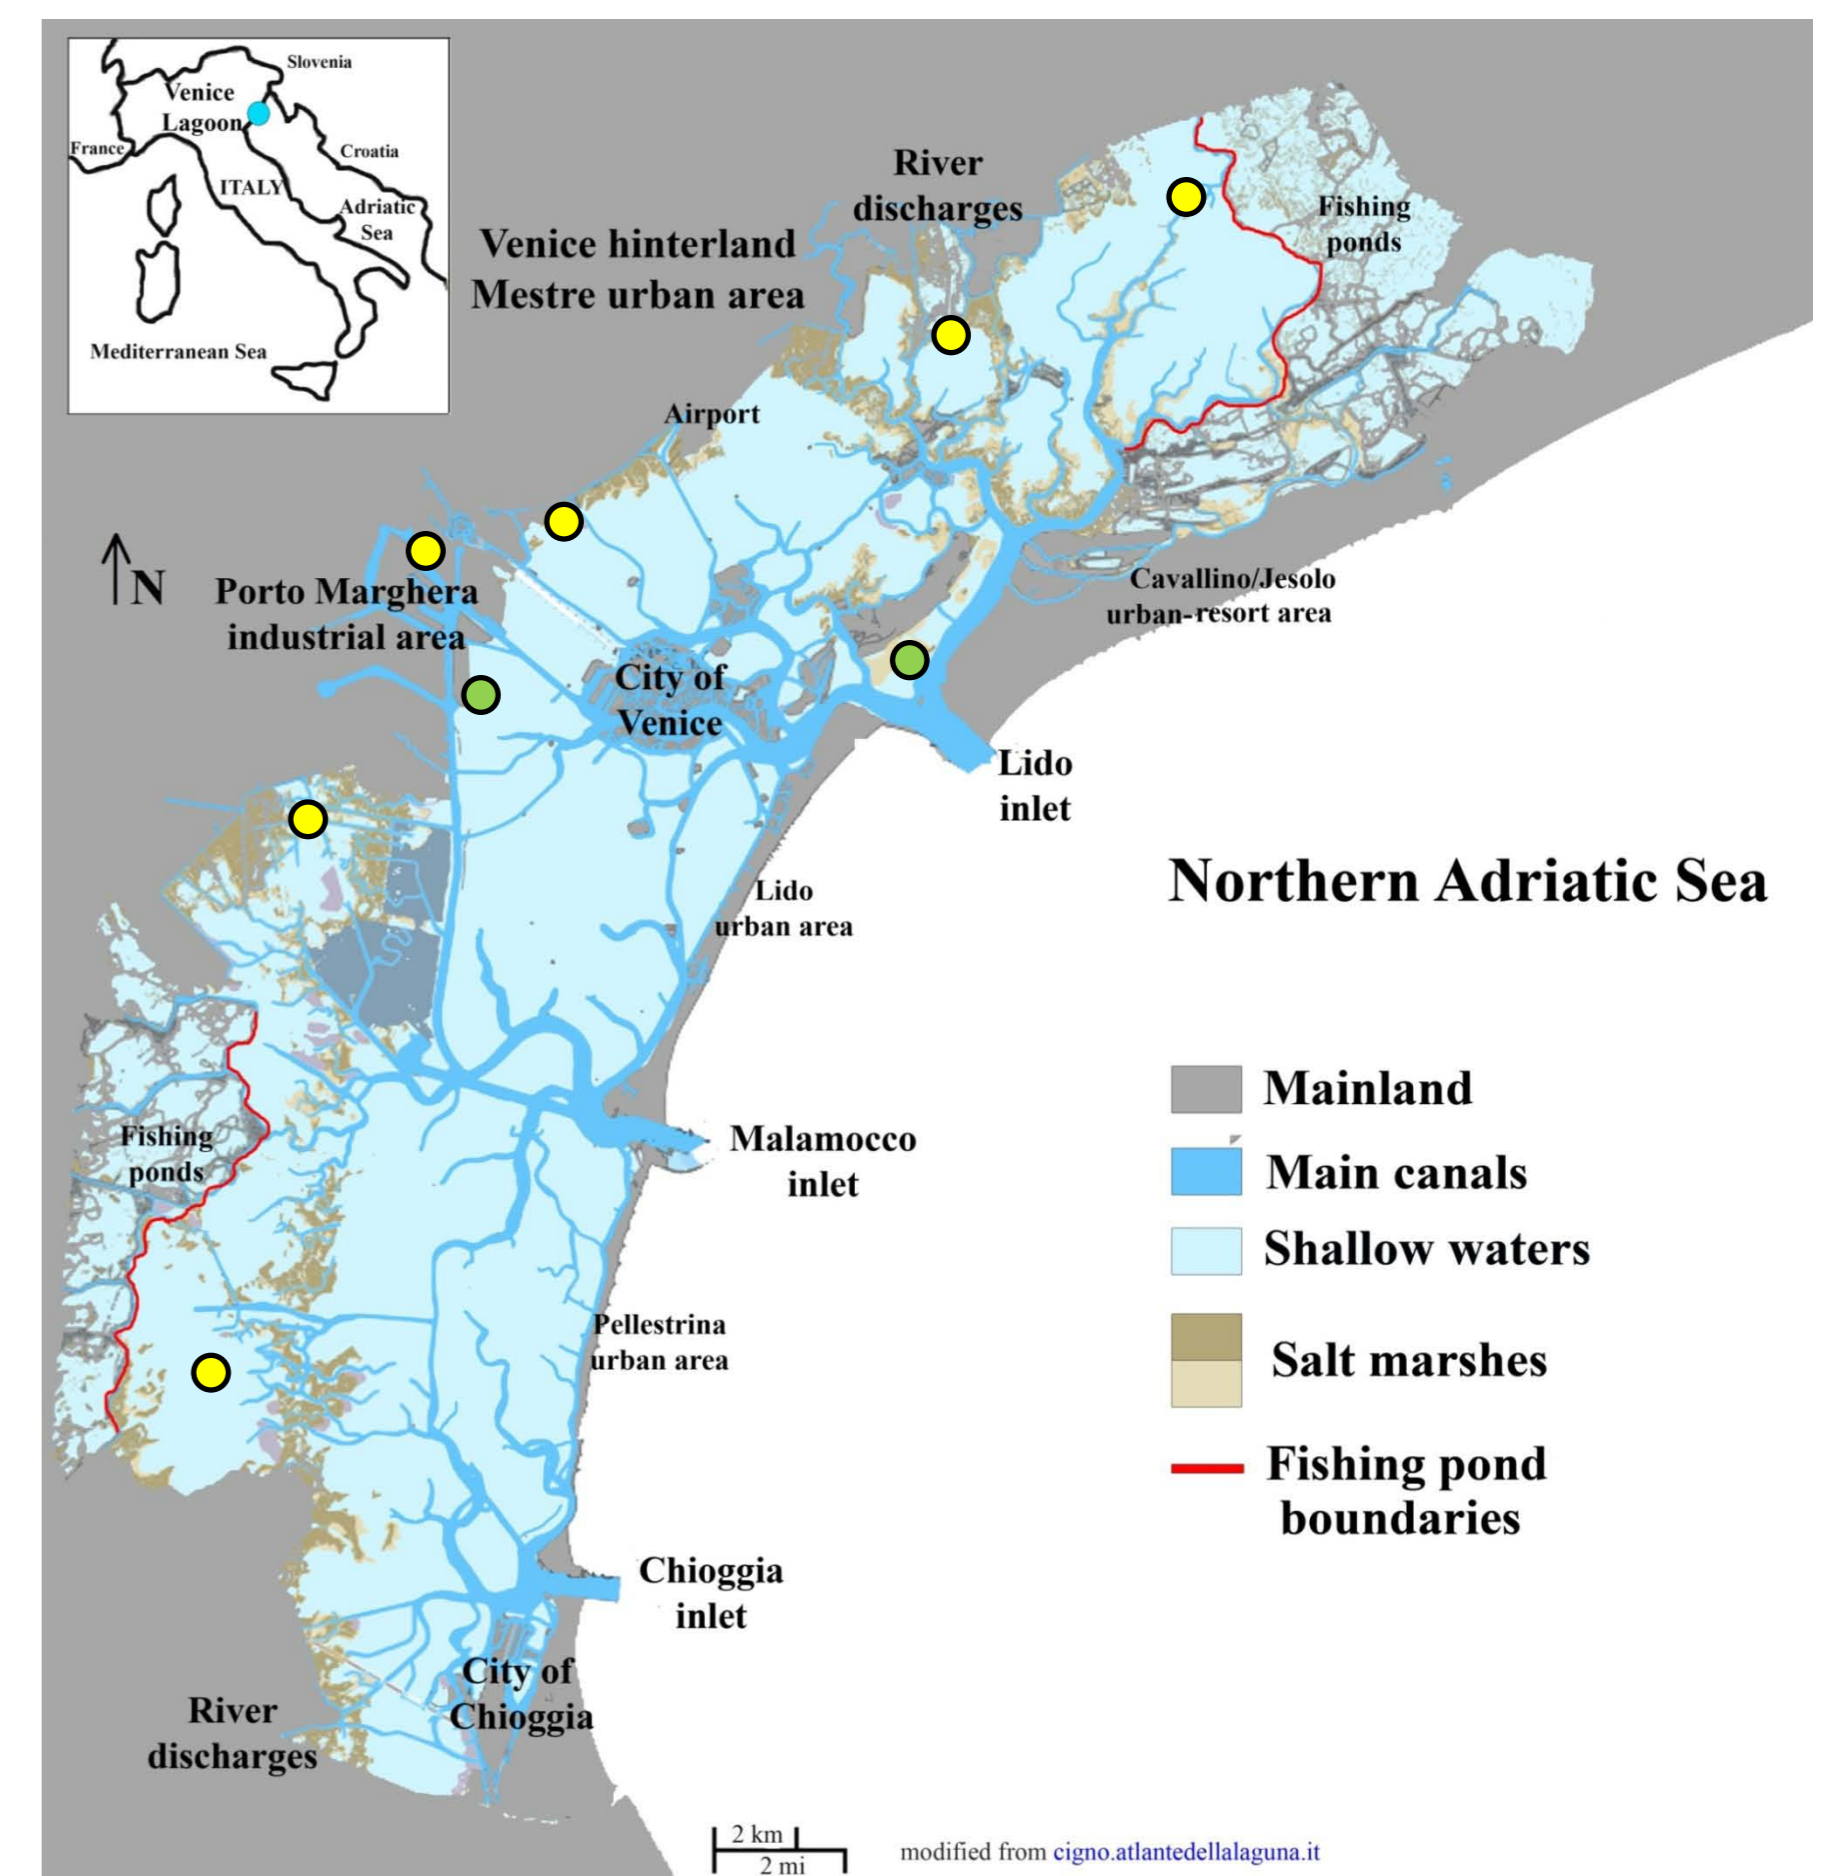 Slovenia
Venice
Lagoon
France
Croatia
ITALY
Adriatic
Sea
Mediterranean Sea
River
discharges
Venice hinterland
Mestre urban area
Fishing
ponds
Airport
N
Porto Marghera
industrial area
Cavallino/Jesolo
urban-resort area
City of
Venice
Lido
inlet
Northern Adriatic Sea
Lido
urban area
Mainland
Main canals
Shallow waters
Salt marshes
Fishing pond
boundaries
Fishing
ponds
Malamocco
inlet
Pellestrina
urban area
Chioggia
inlet
City of
Chioggia
River
discharges
2 km
2 mi
modified from cigno.atlantedellalaguna.it